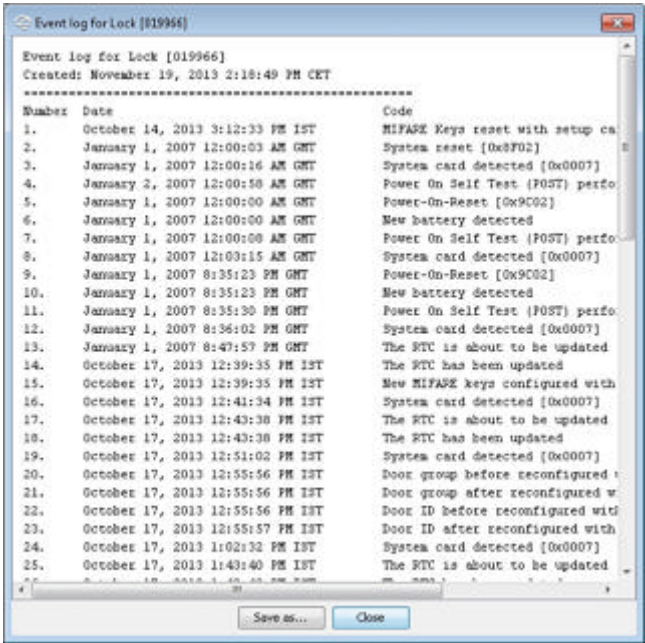 Event log for Lock [019966]
Event log for Lock [019966]
Created: November 19, 2013 2:18:49 PM CET
Number Date Code
1. October 14, 2013 3:12:33 PM IST MIFARE Keys reset with setup ca
2. January 1, 2007 12:00:03 AM GMT System reset [0x8F02]
3. January 1, 2007 12:00:16 AM GMT System card detected [0x0007]
4. January 2, 2007 12:00:58 AM GMT Power On Self Test (POST) perfo
5. January 1, 2007 12:00:00 AM GMT Power-On-Reset [0x9C02]
6. January 1, 2007 12:00:00 AM GMT New battery detected
7. January 1, 2007 12:00:08 AM GMT Power On Self Test (POST) perfo
8. January 1, 2007 12:03:15 AM GMT System card detected [0x0007]
9. January 1, 2007 8:35:23 PM GMT Power-On-Reset [0x9C02]
10. January 1, 2007 8:35:23 PM GMT New battery detected
11. January 1, 2007 8:35:30 PM GMT Power On Self Test (POST) perfo
12. January 1, 2007 8:36:02 PM GMT System card detected [0x0007]
13. January 1, 2007 8:47:57 PM GMT The RTC is about to be updated
14. October 17, 2013 12:39:35 PM IST The RTC has been updated
15. October 17, 2013 12:39:35 PM IST New MIFARE keys configured with
16. October 17, 2013 12:41:34 PM IST System card detected [0x0007]
17. October 17, 2013 12:43:38 PM IST The RTC is about to be updated
18. October 17, 2013 12:43:38 PM IST The RTC has been updated
19. October 17, 2013 12:51:02 PM IST System card detected [0x0007]
20. October 17, 2013 12:55:56 PM IST Door group before reconfigured
21. October 17, 2013 12:55:56 PM IST Door group after reconfigured w
22. October 17, 2013 12:55:56 PM IST Door ID before reconfigured wit
23. October 17, 2013 12:55:57 PM IST Door ID after reconfigured with
24. October 17, 2013 1:02:32 PM IST System card detected [0x0007]
25. October 17, 2013 1:43:40 PM IST The RTC is about to be updated
Save as...
Close